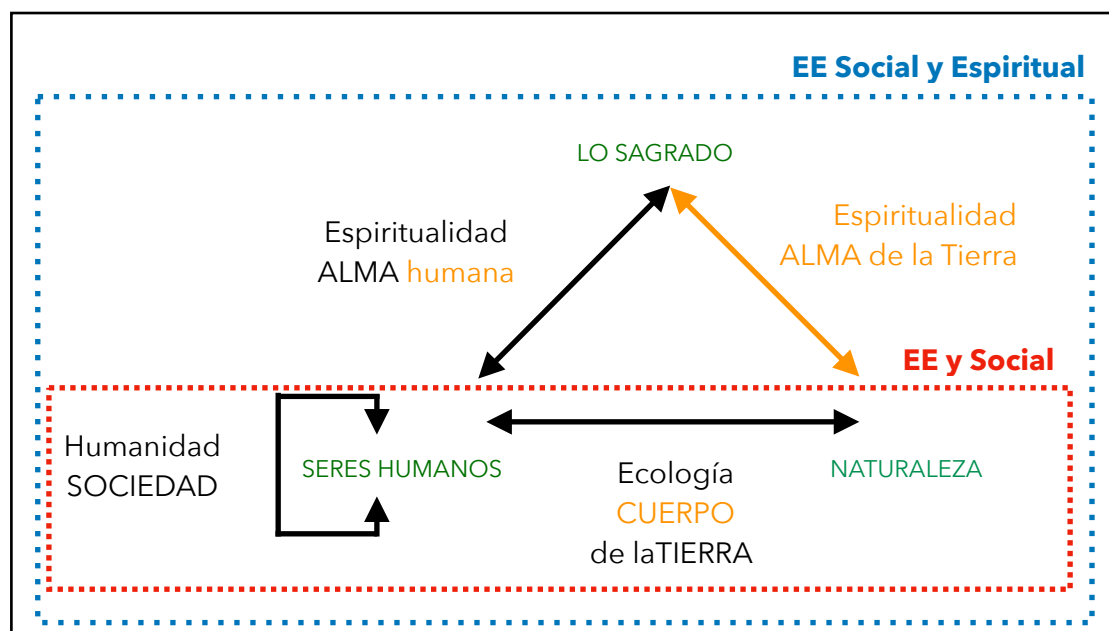 EE Social y Espiritual
LO SAGRADO
Espiritualidad
ALMA humana
Espiritualidad
ALMA de la Tierra
EE y Social
Humanidad
SOCIEDAD
SERES HUMANOS
Ecología
CUERPO
de laTIERRA
NATURALEZA